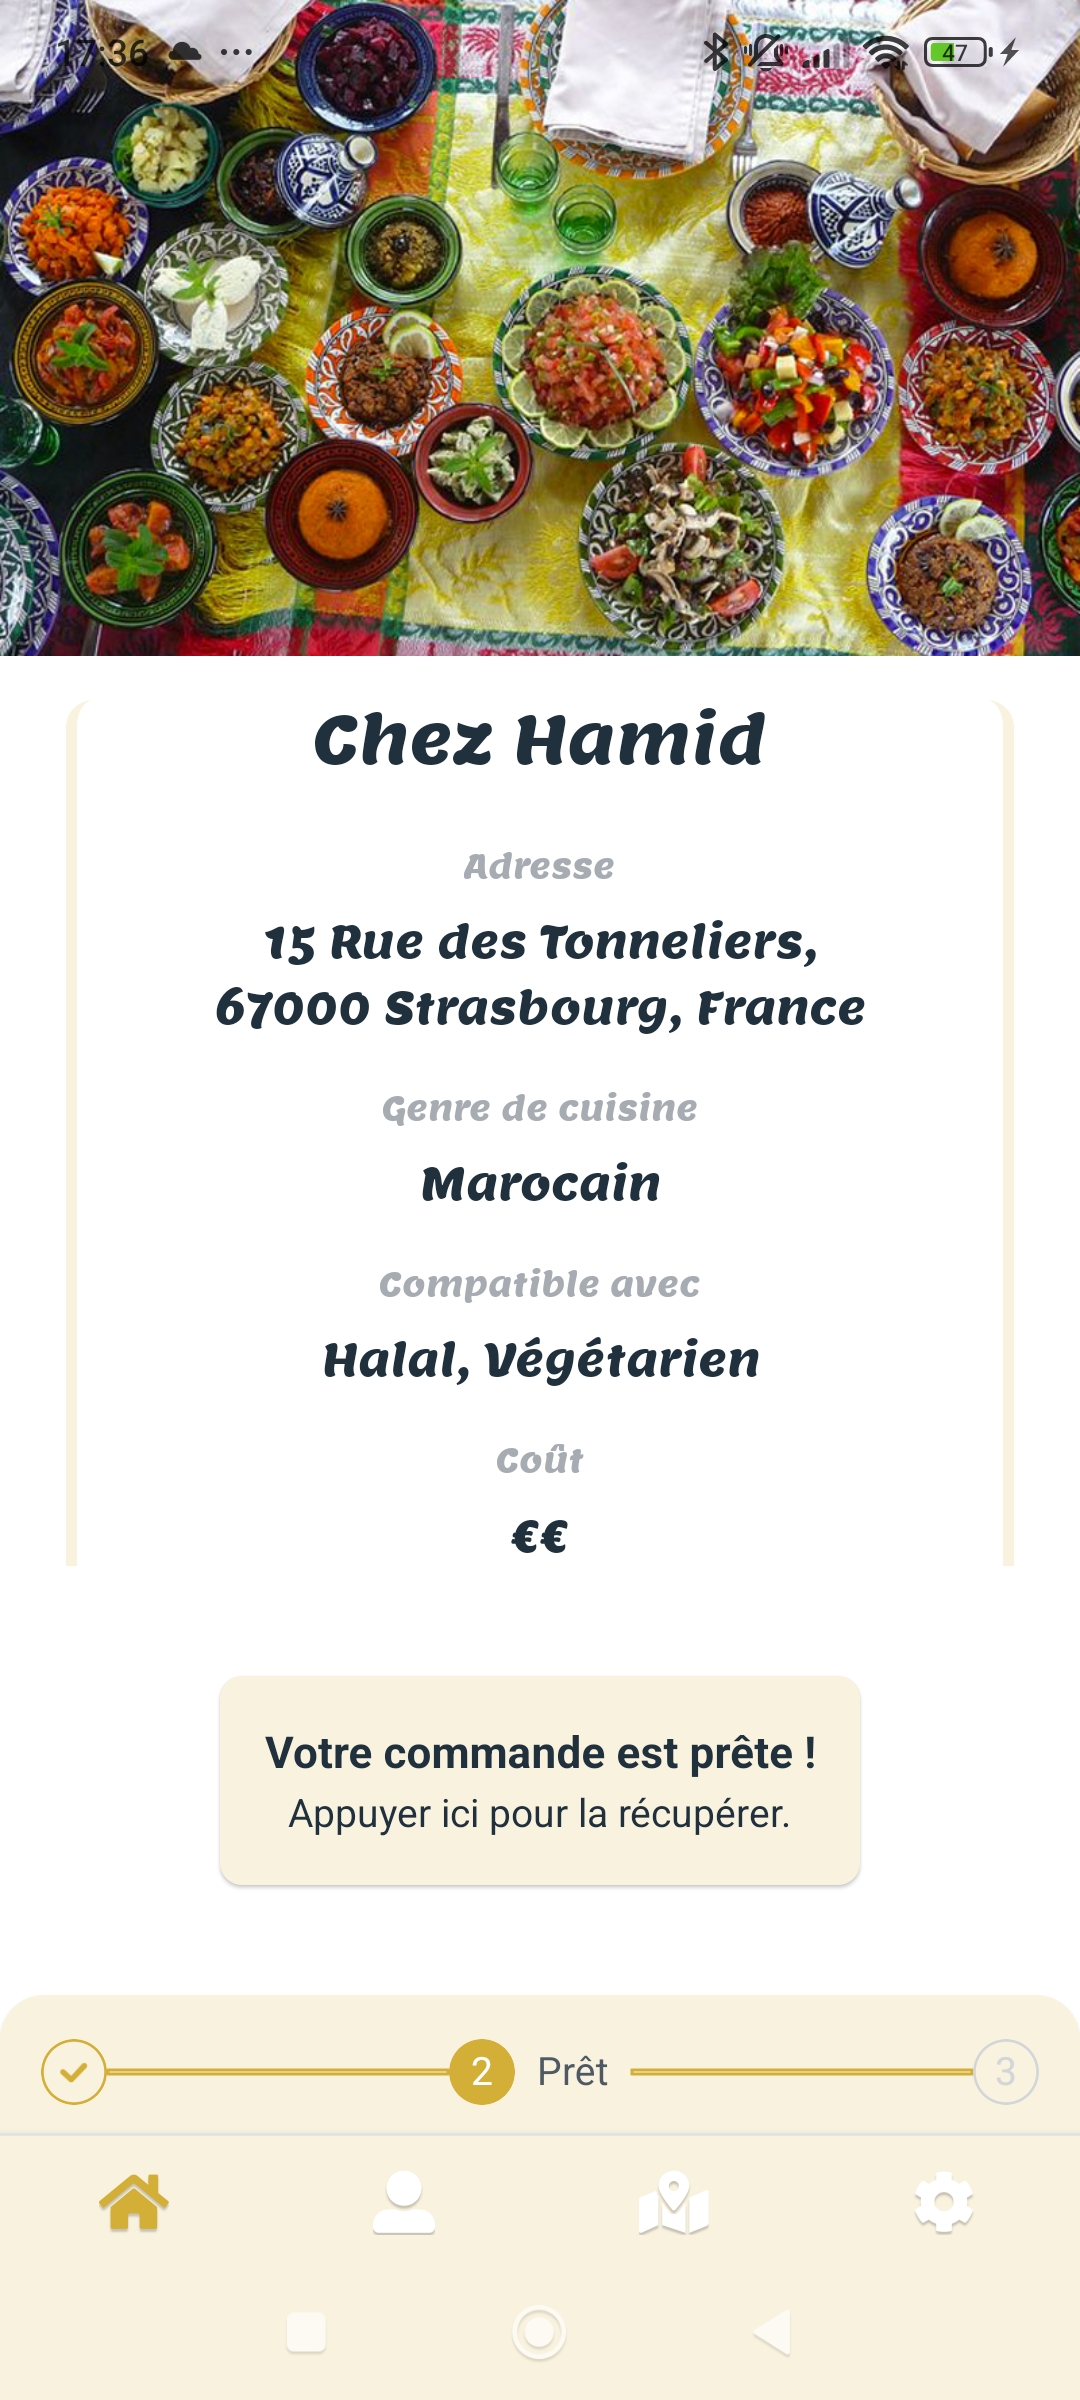 17:36
47
Chez Hamid
Adresse
15 Rue des Tonneliers,
67000 Strasbourg, France
Genre de cuisine
Marocain
Compatible avec
Halal, Végétarien
Coût
€€
Votre commande est prête !
Appuyer ici pour la récupérer.
2 Prêt 3